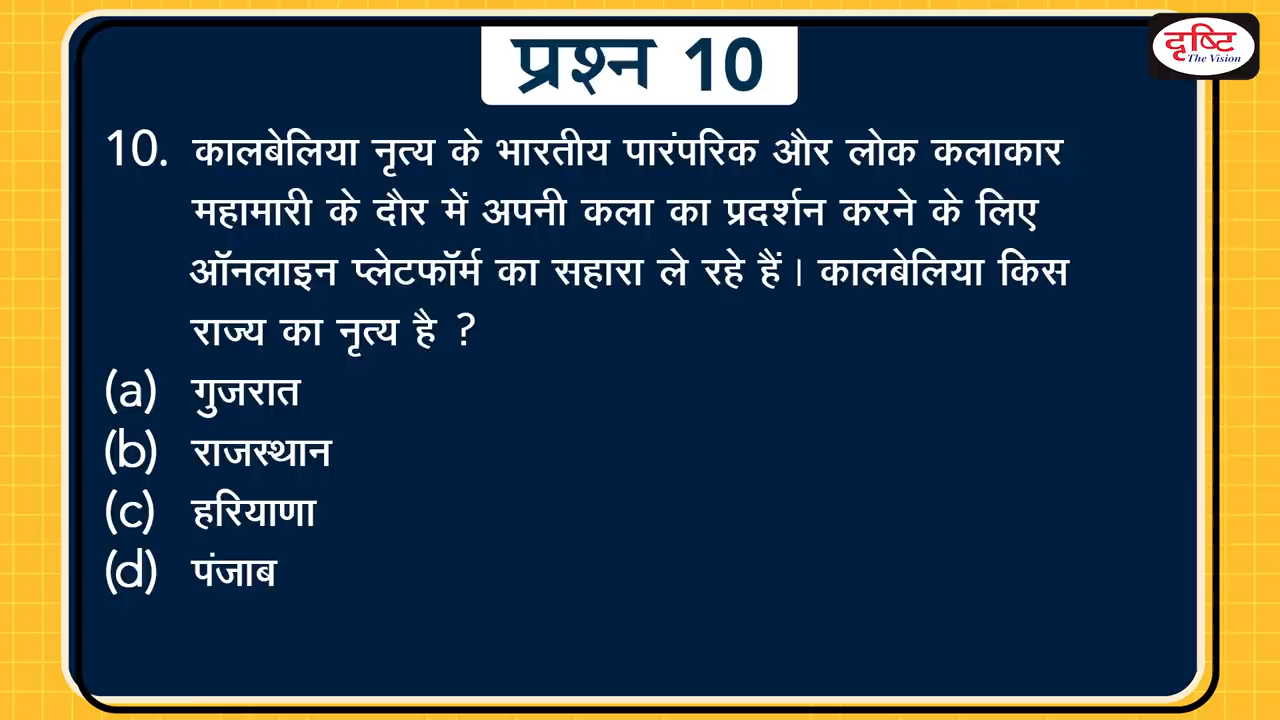 प्रश्न 10
दृष्टि
The Vision
10. कालबेलिया नृत्य के भारतीय पारंपरिक और लोक कलाकार
महामारी के दौर में अपनी कला का प्रदर्शन करने के लिए
ऑनलाइन प्लेटफॉर्म का सहारा ले रहे हैं। कालबेलिया किस
राज्य का नृत्य है ?
(a) गुजरात
(b) राजस्थान
(c) हरियाणा
(d) पंजाब